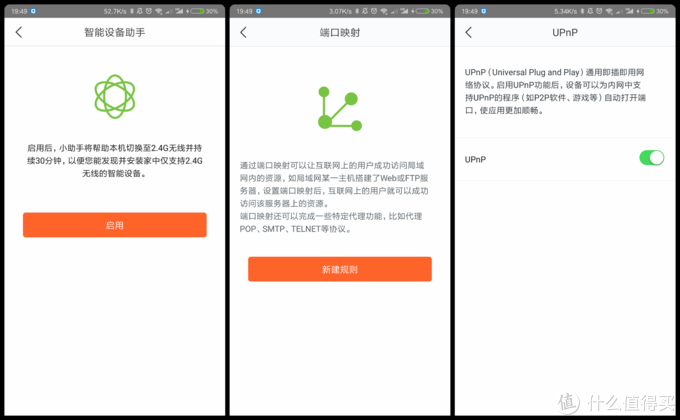 19:49 52.7K/s 30%
智能设备助手
启用后，小助手将帮助本机切换至2.4G无线并持
续30分钟，以便您能发现并安装家中仅支持2.4G
无线的智能设备。
启用
19:49 3.07K/s 30%
端口映射
通过端口映射可以让互联网上的用户成功访问局域
网内的资源，如局域网某一主机搭建了Web或FTP服
务器，设置端口映射后，互联网上的用户就可以成功
访问该服务器上的资源。
端口映射还可以完成一些特定代理功能，比如代理
POP、SMTP、TELNET等协议。
新建规则
19:49 5.34K/s 30%
UPnP
UPnP（Universal Plug and Play）通用即插即用网
络协议。启用UPnP功能后，设备可以为内网中支
持UPnP的程序（如P2P软件、游戏等）自动打开端
口，使应用更加顺畅。
UPnP
值 什么值得买